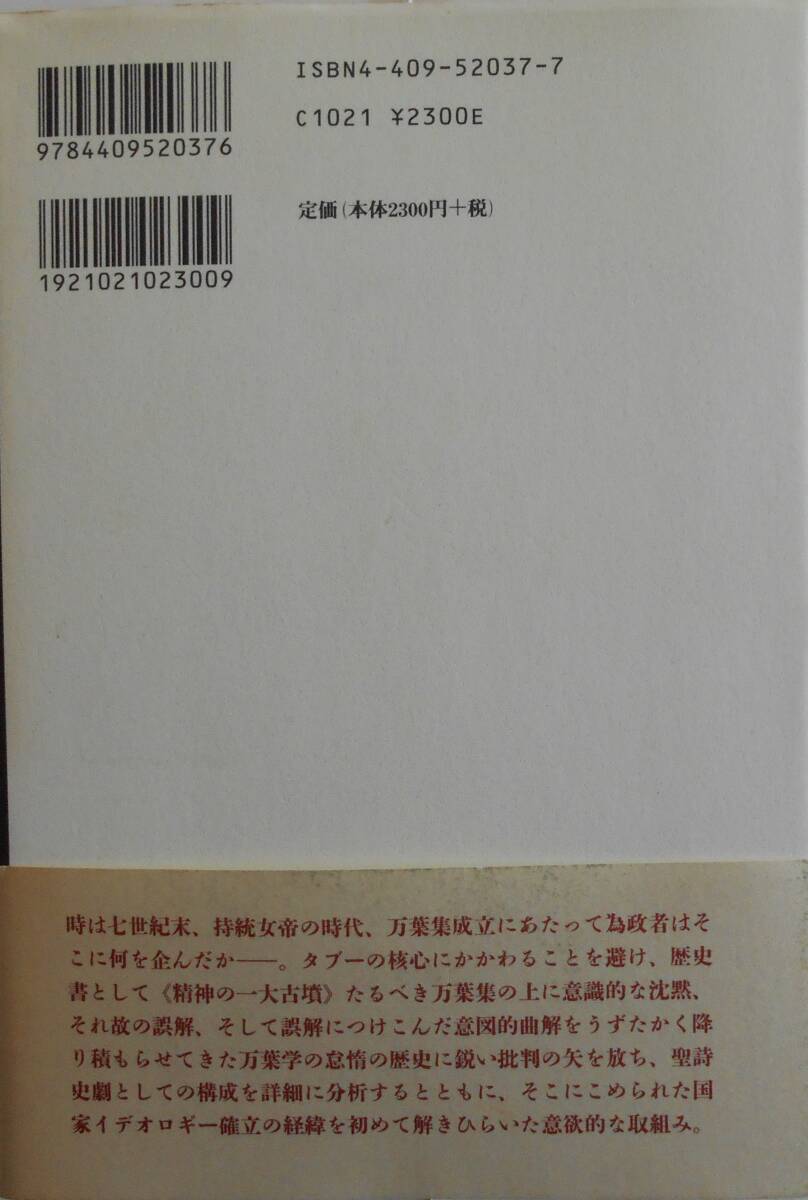 ISBN4-409-52037-7
C1021 ¥2300E
9784409520376
定価(本体2300円+税)
1921021023009
時は七世紀末、持統女帝の時代、万葉集成立にあたって為政者はそ
こに何を企んだか——。タブーの核心にかかわることを避け、歴史
書として《精神の一大古墳》たるべき万葉集の上に意識的な沈黙、
それ故の誤解、そして誤解につけこんだ意図的曲解をうずたかく降
り積もらせてきた万葉学の怠惰の歴史に鋭い批判の矢を放ち、聖詩
史劇としての構成を詳細に分析するとともに、そこにこめられた国
家イデオロギー確立の経緯を初めて解きひらいた意欲的な取組み。